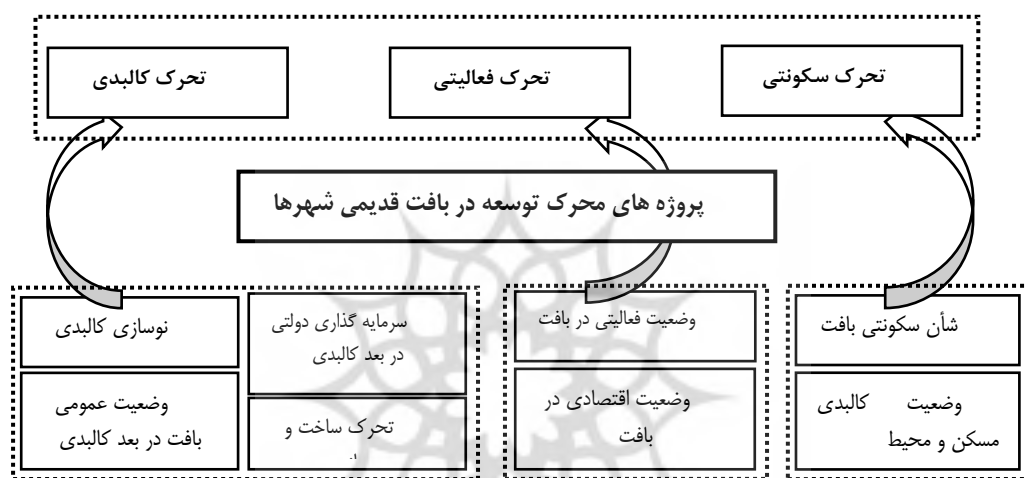 تحرک سکونتی
تحرک فعالیتی
تحرک کالبدی
پروژه های محرک توسعه در بافت قدیمی شهرها
شأن سکونتی بافت
وضعیت کالبدی
مسکن و محیط
وضعیت فعالیتی در بافت
وضعیت اقتصادی در
بافت
سرمایه گذاری دولتی
در بعد کالبدی
تحرک ساخت و
نوسازی کالبدی
وضعیت عمومی
بافت در بعد کالبدی